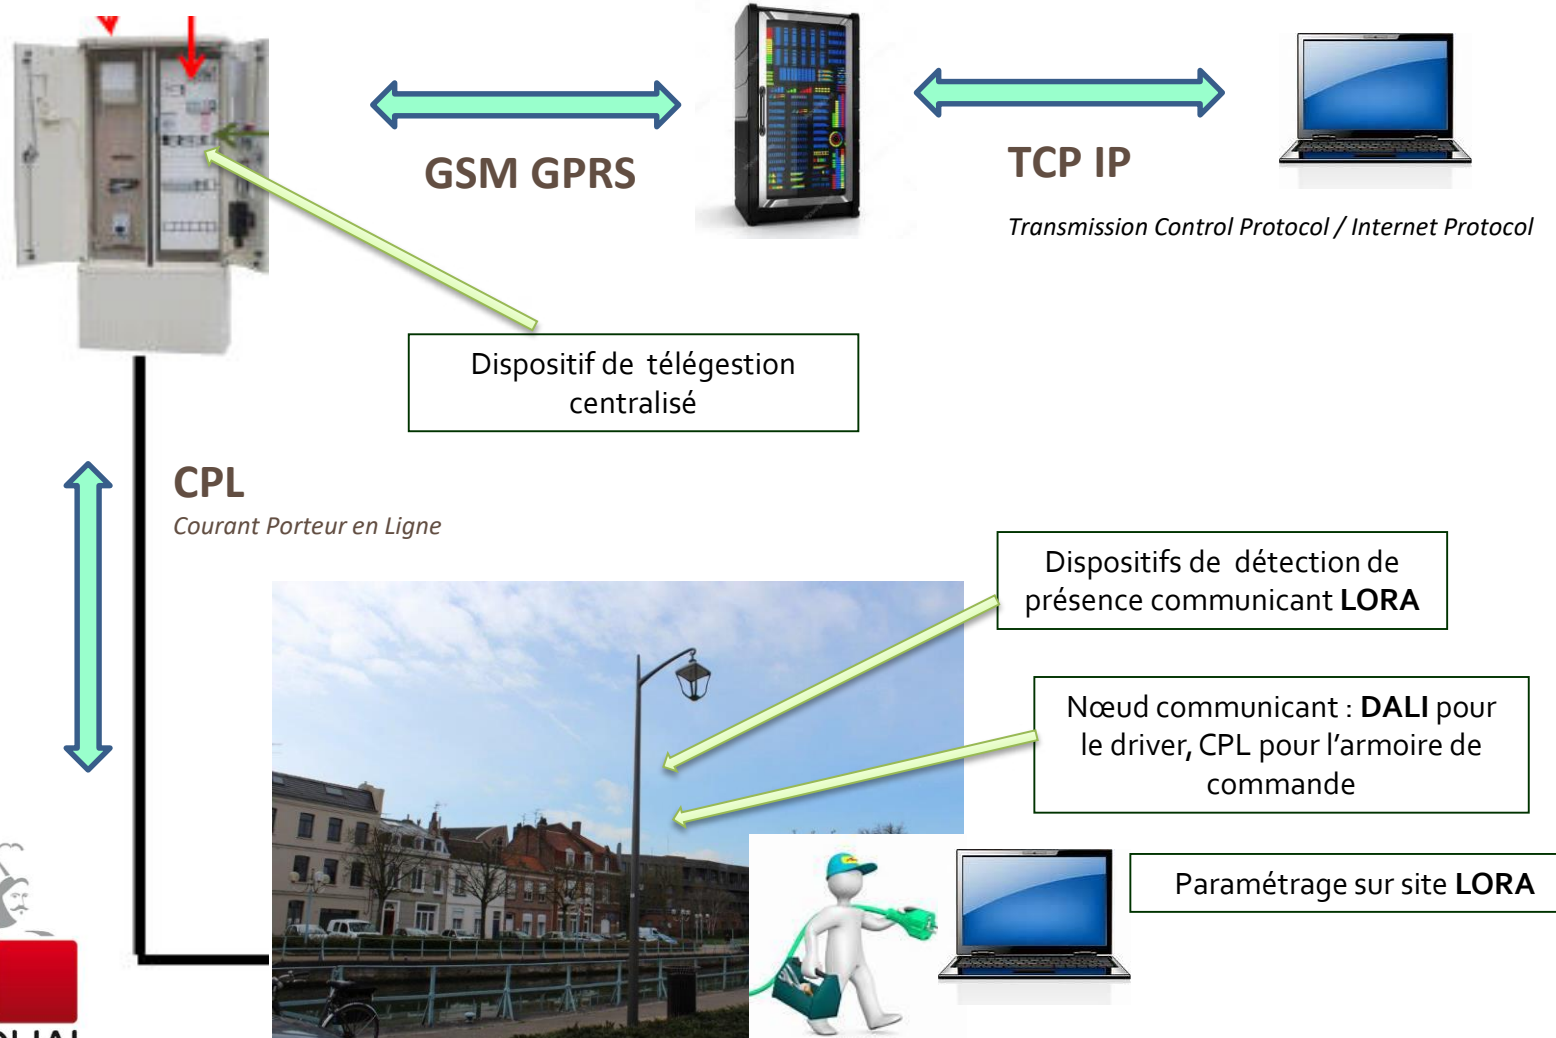 GSM GPRS
TCP IP
Transmission Control Protocol / Internet Protocol
Dispositif de télégestion
centralisé
CPL
Courant Porteur en Ligne
Dispositifs de détection de
présence communicant LORA
Nœud communicant : DALI pour
le driver, CPL pour l’armoire de
commande
Paramétrage sur site LORA